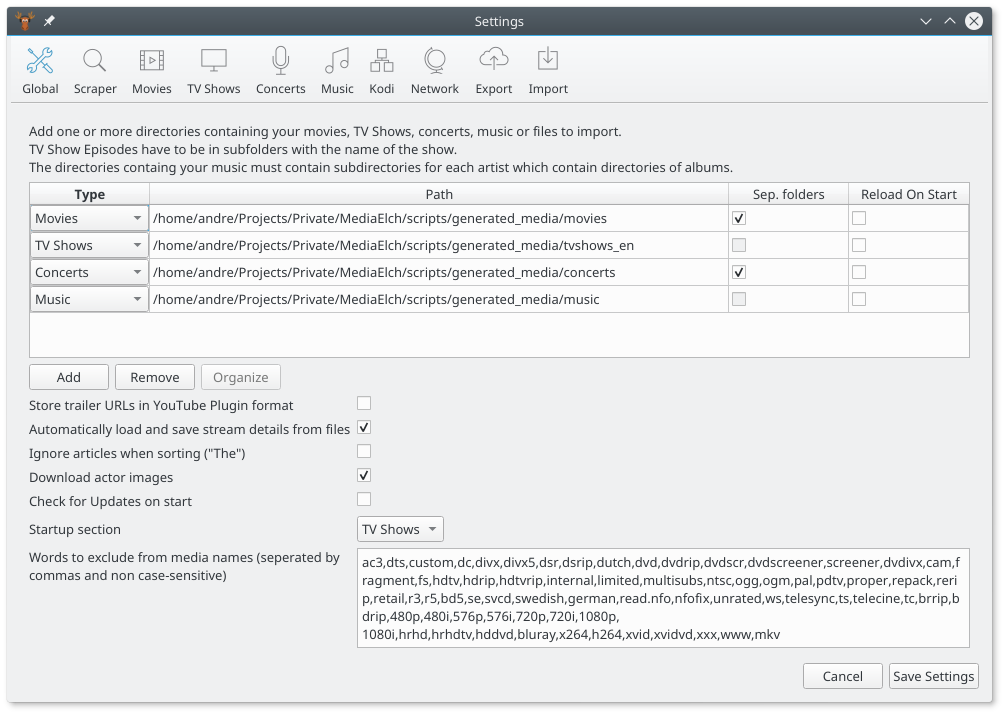 Settings
Global Scraper Movies TV Shows Concerts Music Kodi Network Export Import
Add one or more directories containing your movies, TV Shows, concerts, music or files to import.
TV Show Episodes have to be in subfolders with the name of the show.
The directories containg your music must contain subdirectories for each artist which contain directories of albums.
Type Path Sep. folders Reload On Start
Movies /home/andre/Projects/Private/MediaElch/scripts/generated_media/movies
TV Shows /home/andre/Projects/Private/MediaElch/scripts/generated_media/tvshows_en
Concerts /home/andre/Projects/Private/MediaElch/scripts/generated_media/concerts
Music /home/andre/Projects/Private/MediaElch/scripts/generated_media/music
Add Remove Organize
Store trailer URLs in YouTube Plugin format
Automatically load and save stream details from files
Ignore articles when sorting ("The")
Download actor images
Check for Updates on start
Startup section TV Shows
Words to exclude from media names (seperated by
commas and non case-sensitive)
ac3,dts,custom,dc,divx,divx5,dsr,dsrip,dutch,dvd,dvdrip,dvdscr,dvdscreener,screener,dvdivx,cam,f
ragment,fs,hdtv,hdrip,hdtvrip,internal,limited,multisubs,ntsc,ogg,ogm,pal,pdtv,proper,repack,reri
p,retail,r3,r5,bd5,se,svcd,swedish,german,read.nfo,nfofix,unrated,ws,telesync,ts,telecine,tc,brrip,b
drip,480p,480i,576p,576i,720p,720i,1080p,
1080i,hrhd,hrhdtv,hddvd,bluray,x264,h264,xvid,xvidvd,xxx,www,mkv
Cancel Save Settings